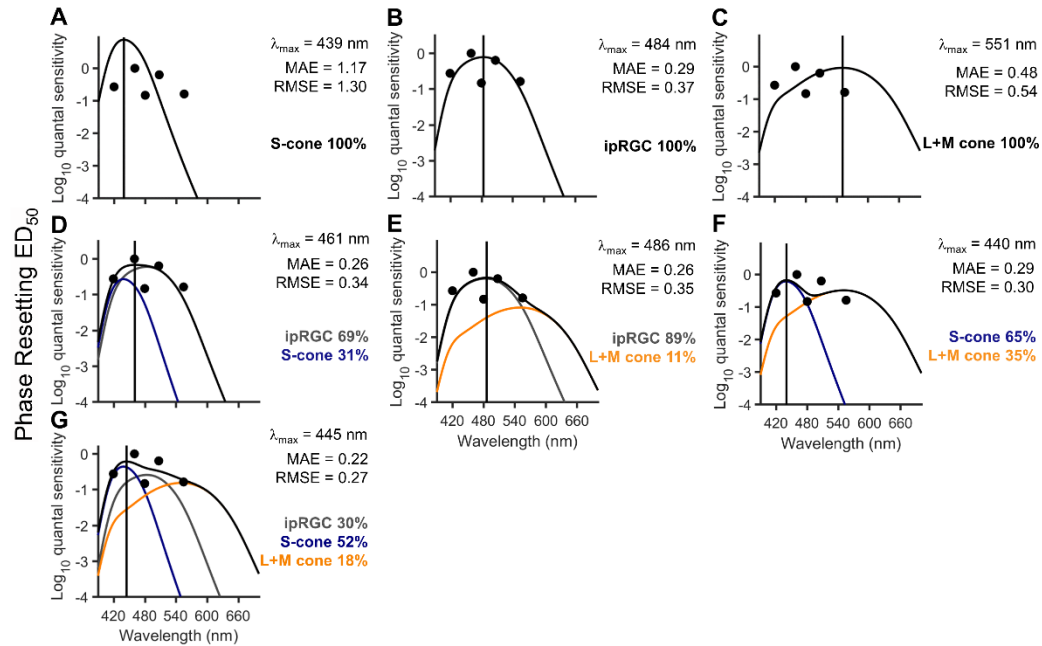 Phase Resetting ED50
A
λmax = 439 nm
MAE = 1.17
RMSE = 1.30
S-cone 100%
Log10 quantal sensitivity
0
-1
-2
-3
-4
B
λmax = 484 nm
MAE = 0.29
RMSE = 0.37
ipRGC 100%
Log10 quantal sensitivity
0
-1
-2
-3
-4
C
λmax = 551 nm
MAE = 0.48
RMSE = 0.54
L+M cone 100%
Log10 quantal sensitivity
0
-1
-2
-3
-4
D
λmax = 461 nm
MAE = 0.26
RMSE = 0.34
ipRGC 69%
S-cone 31%
Log10 quantal sensitivity
0
-1
-2
-3
-4
E
λmax = 486 nm
MAE = 0.26
RMSE = 0.35
ipRGC 89%
L+M cone 11%
Log10 quantal sensitivity
0
-1
-2
-3
-4
420 480 540 600 660
Wavelength (nm)
F
λmax = 440 nm
MAE = 0.29
RMSE = 0.30
S-cone 65%
L+M cone 35%
Log10 quantal sensitivity
0
-1
-2
-3
-4
420 480 540 600 660
Wavelength (nm)
G
λmax = 445 nm
MAE = 0.22
RMSE = 0.27
ipRGC 30%
S-cone 52%
L+M cone 18%
Log10 quantal sensitivity
0
-1
-2
-3
-4
420 480 540 600 660
Wavelength (nm)